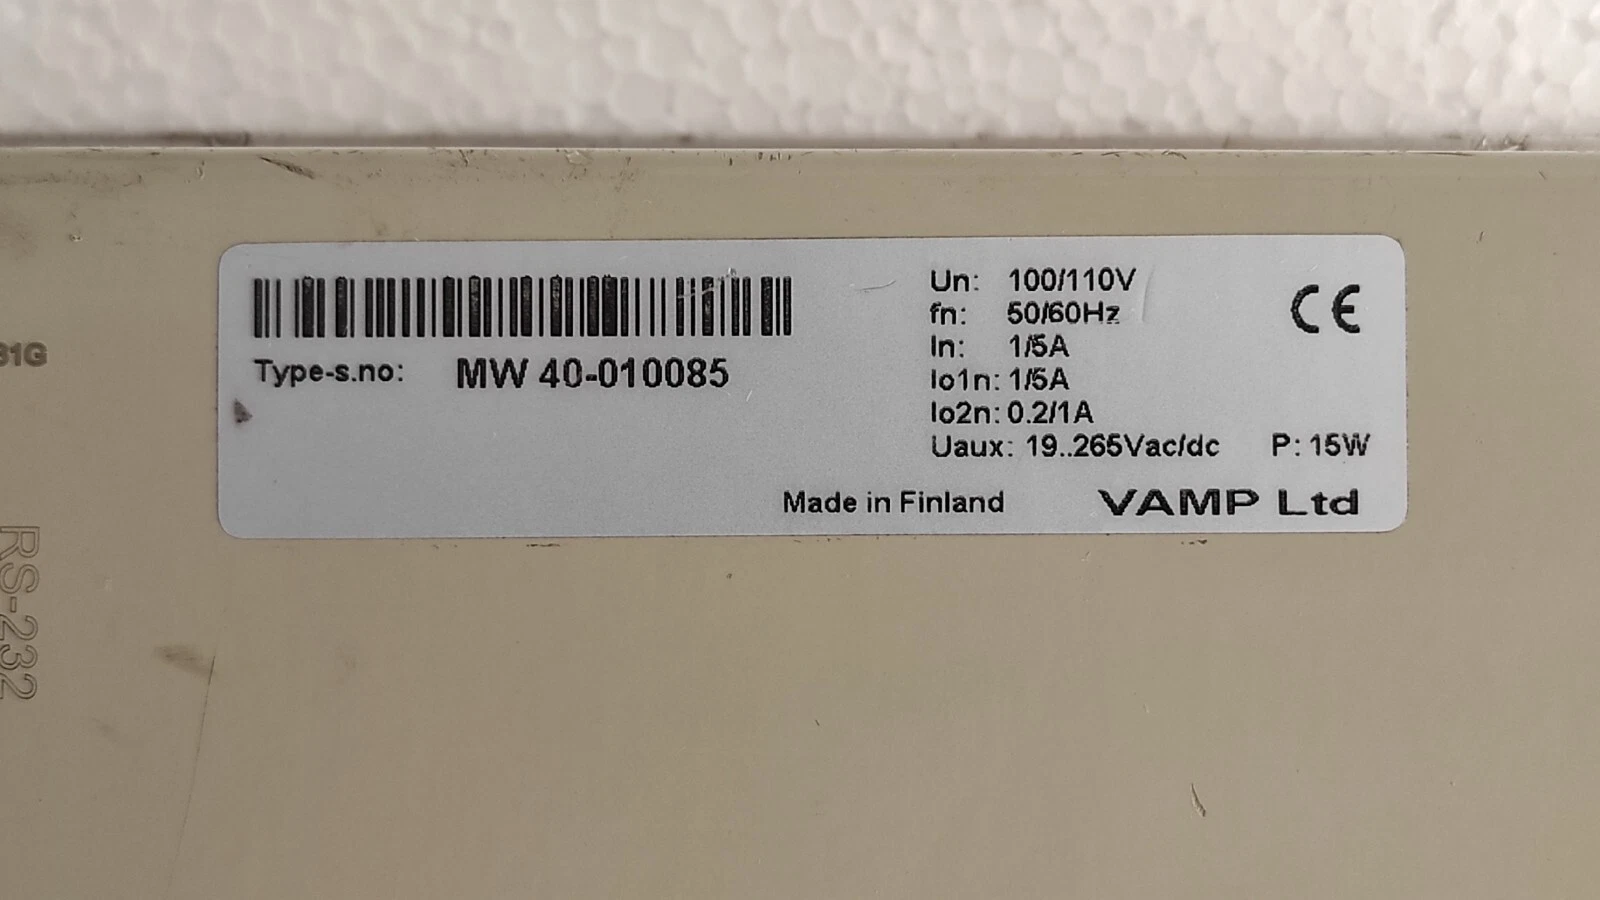 Un: 100/110V
fn: 50/60Hz
In: 1/5A
Io1n: 1/5A
Io2n: 0.2/1A
Uaux: 19..265Vac/dc P: 15W
CE
Type-s.no: MW 40-010085
Made in Finland VAMP Ltd
RS-232